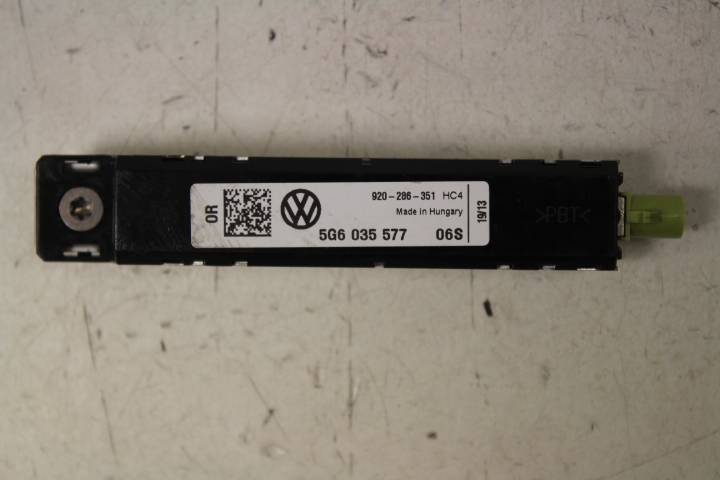 0R
920-286-351 HC4
Made in Hungary
5G6 035 577 06S
19/13
>PBT<